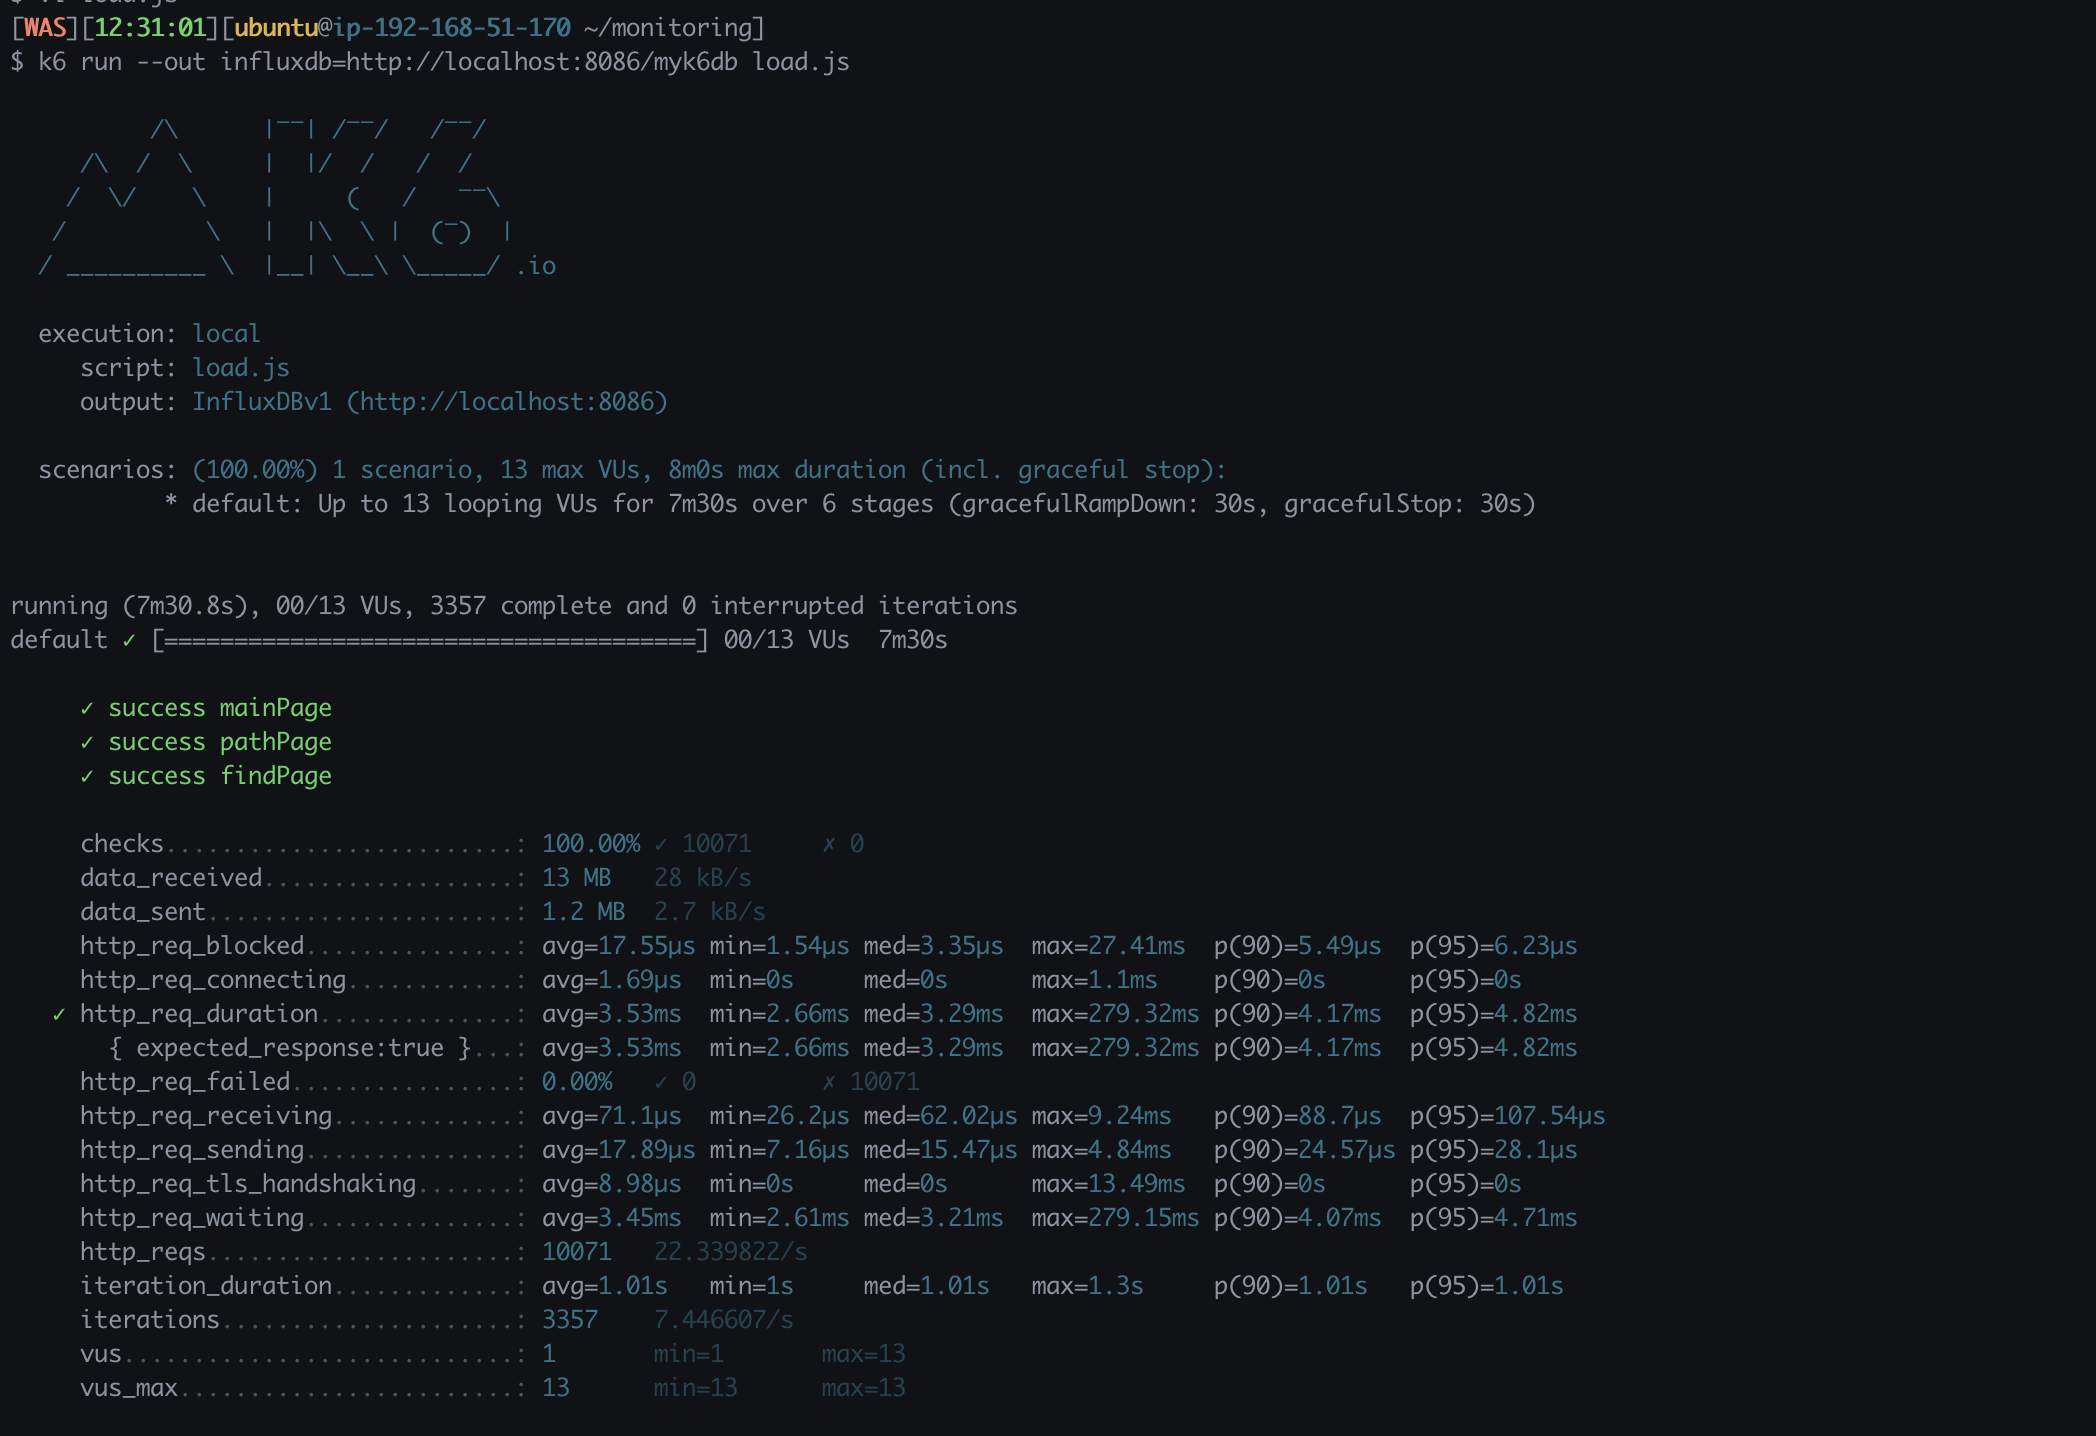 [WAS][12:31:01][ubuntu@ip-192-168-51-170 ~/monitoring]
$ k6 run --out influxdb=http://localhost:8086/myk6db load.js
          /\      |‾‾| /‾‾/   /‾‾/
     /\  /  \     |  |/  /   /  /
    /  \/    \    |     (   /   ‾‾\
   /          \   |  |\  \ |  (‾)  |
  / __________ \  |__| \__\ \_____/ .io
  execution: local
     script: load.js
     output: InfluxDBv1 (http://localhost:8086)
  scenarios: (100.00%) 1 scenario, 13 max VUs, 8m0s max duration (incl. graceful stop):
           * default: Up to 13 looping VUs for 7m30s over 6 stages (gracefulRampDown: 30s, gracefulStop: 30s)
running (7m30.8s), 00/13 VUs, 3357 complete and 0 interrupted iterations
default ✓ [======================================] 00/13 VUs  7m30s
     ✓ success mainPage
     ✓ success pathPage
     ✓ success findPage
     checks.........................: 100.00% ✓ 10071     ✗ 0
     data_received..................: 13 MB   28 kB/s
     data_sent......................: 1.2 MB  2.7 kB/s
     http_req_blocked...............: avg=17.55µs min=1.54µs med=3.35µs  max=27.41ms  p(90)=5.49µs  p(95)=6.23µs
     http_req_connecting............: avg=1.69µs  min=0s     med=0s      max=1.1ms    p(90)=0s      p(95)=0s
   ✓ http_req_duration..............: avg=3.53ms  min=2.66ms med=3.29ms  max=279.32ms p(90)=4.17ms  p(95)=4.82ms
       { expected_response:true }...: avg=3.53ms  min=2.66ms med=3.29ms  max=279.32ms p(90)=4.17ms  p(95)=4.82ms
     http_req_failed................: 0.00%   ✓ 0         ✗ 10071
     http_req_receiving.............: avg=71.1µs  min=26.2µs med=62.02µs max=9.24ms   p(90)=88.7µs  p(95)=107.54µs
     http_req_sending...............: avg=17.89µs min=7.16µs med=15.47µs max=4.84ms   p(90)=24.57µs p(95)=28.1µs
     http_req_tls_handshaking.......: avg=8.98µs  min=0s     med=0s      max=13.49ms  p(90)=0s      p(95)=0s
     http_req_waiting...............: avg=3.45ms  min=2.61ms med=3.21ms  max=279.15ms p(90)=4.07ms  p(95)=4.71ms
     http_reqs......................: 10071   22.339822/s
     iteration_duration.............: avg=1.01s   min=1s     med=1.01s   max=1.3s     p(90)=1.01s   p(95)=1.01s
     iterations.....................: 3357    7.446607/s
     vus............................: 1       min=1       max=13
     vus_max........................: 13      min=13      max=13